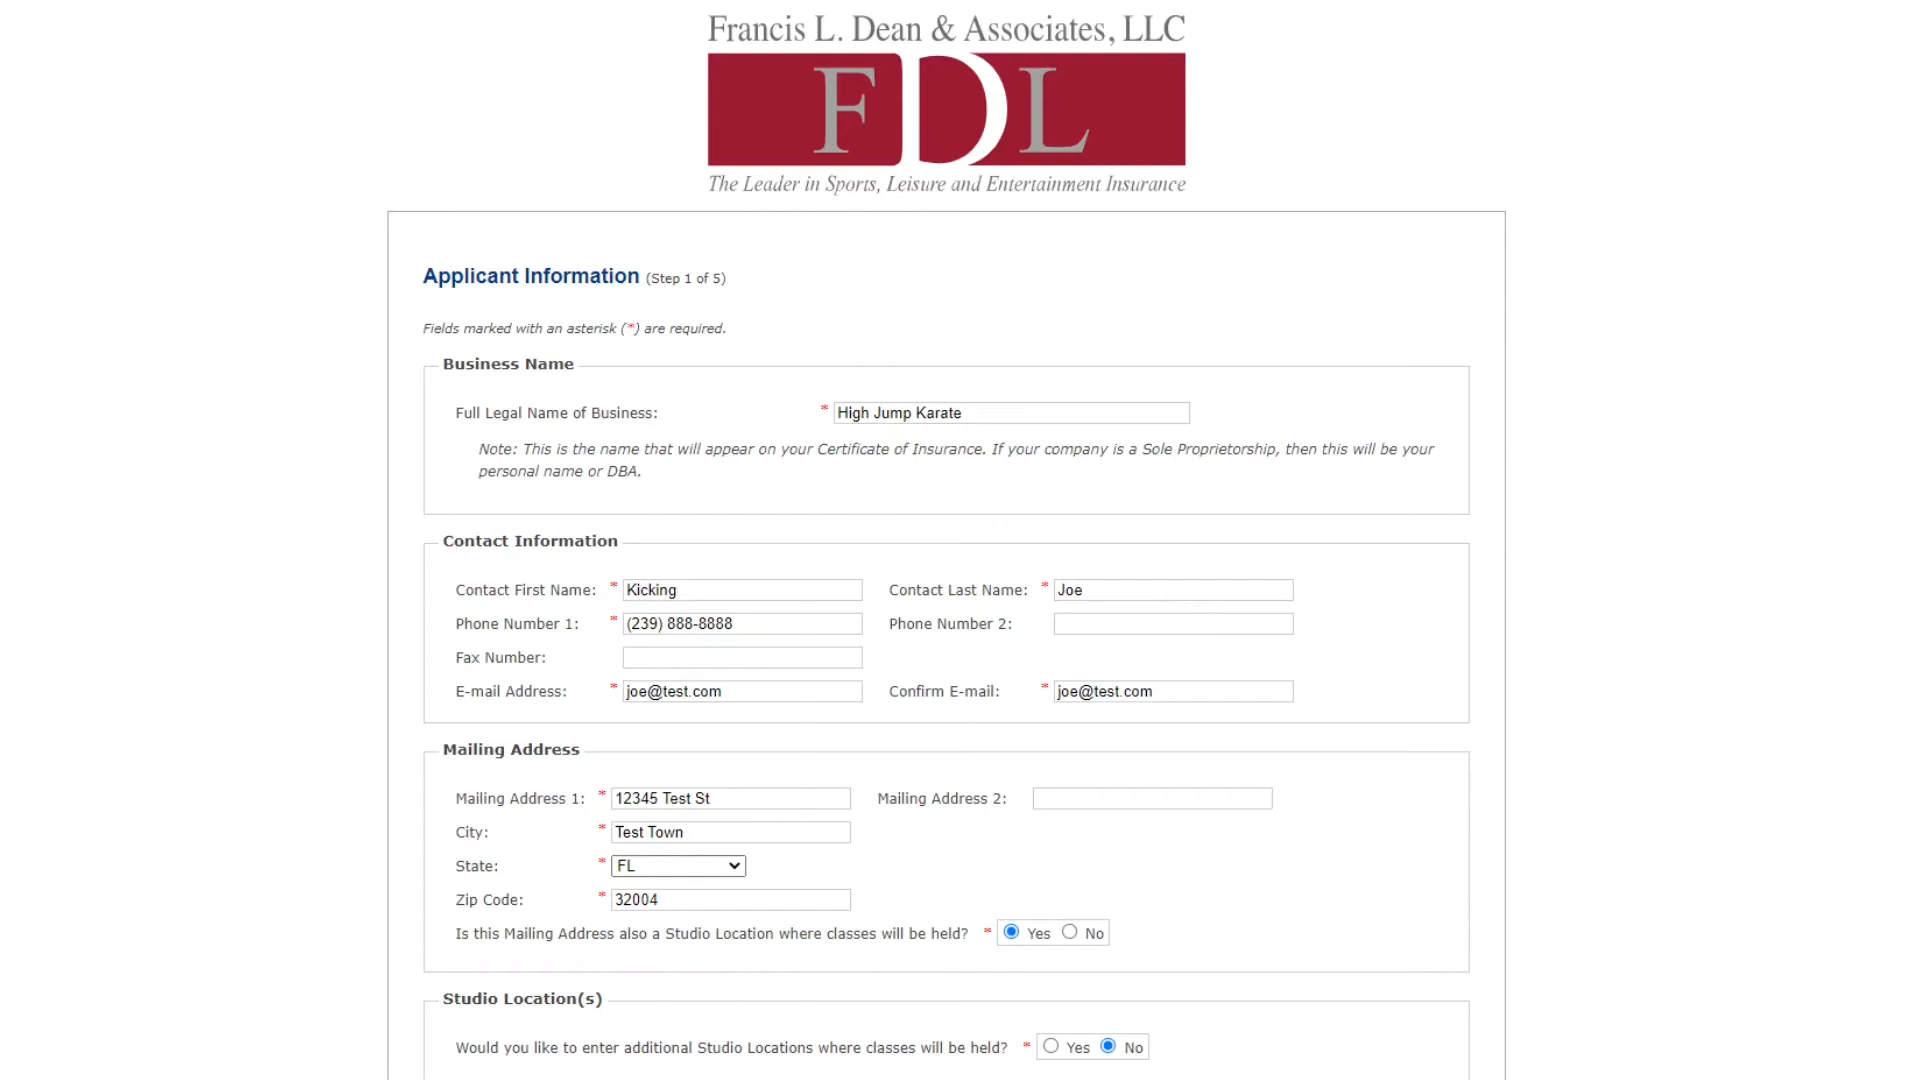 Francis L. Dean & Associates, LLC
FDL
The Leader in Sports, Leisure and Entertainment Insurance
Applicant Information (Step 1 of 5)
Fields marked with an asterisk (*) are required.
Business Name
Full Legal Name of Business: * High Jump Karate
Note: This is the name that will appear on your Certificate of Insurance. If your company is a Sole Proprietorship, then this will be your
personal name or DBA.
Contact Information
Contact First Name: * Kicking Contact Last Name: * Joe
Phone Number 1: * (239) 888-8888 Phone Number 2:
Fax Number:
E-mail Address: * joe@test.com Confirm E-mail: * joe@test.com
Mailing Address
Mailing Address 1: * 12345 Test St Mailing Address 2:
City: * Test Town
State: * FL
Zip Code: * 32004
Is this Mailing Address also a Studio Location where classes will be held? * Yes No
Studio Location(s)
Would you like to enter additional Studio Locations where classes will be held? * Yes No